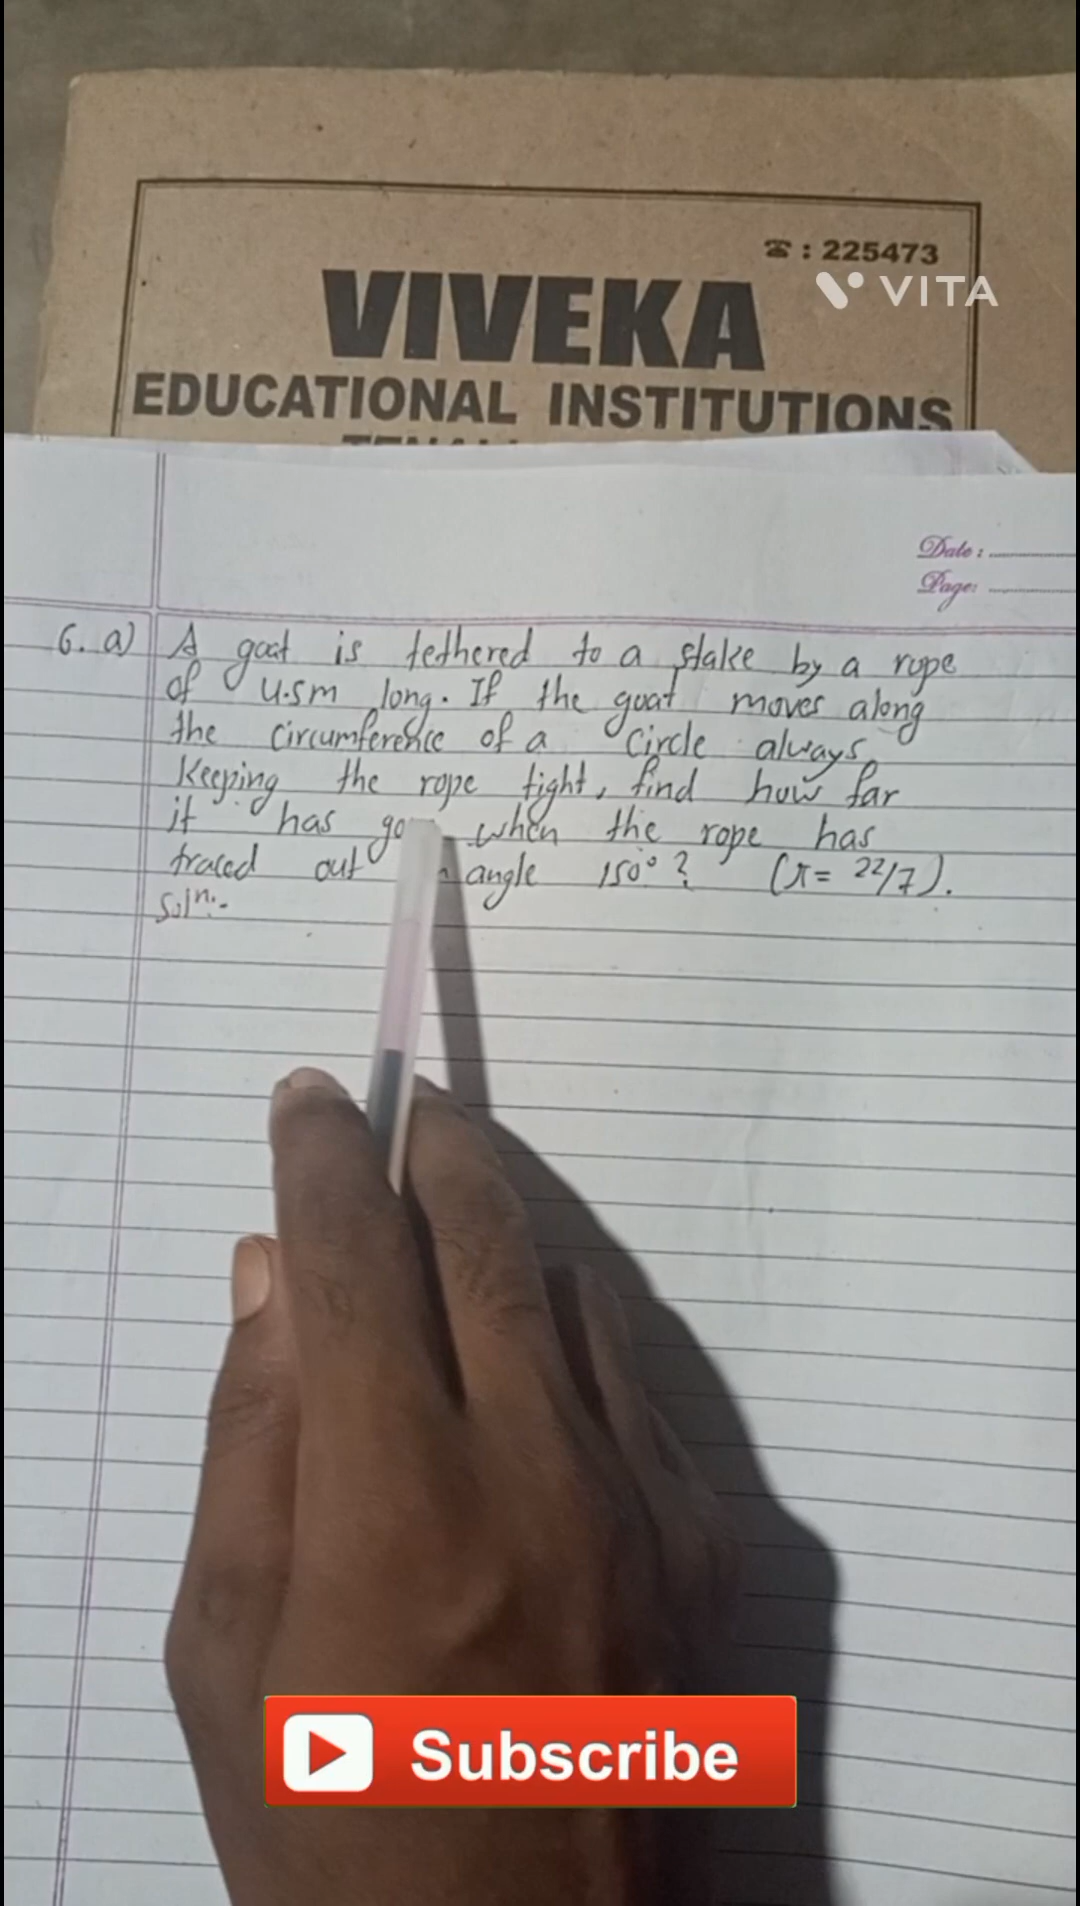 ☎ : 225473
VITA
VIVEKA
EDUCATIONAL INSTITUTIONS
Date :
Page:
6. a) A goat is tethered to a stake by a rope
of 4.5m long. If the goat moves along
the circumference of a circle always
Keeping the rope tight, find how far
it has when the rope has
traced out angle 150° ? (π = 22/7).
Soln:-
Subscribe